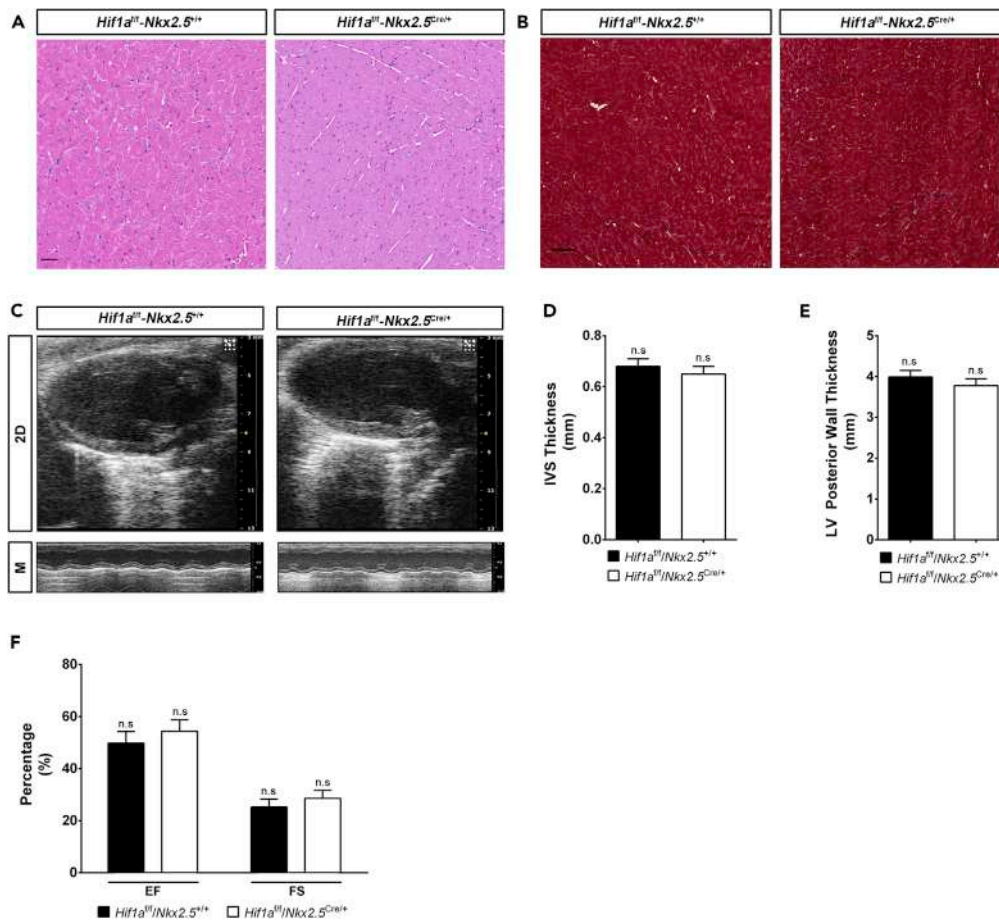 A
Hif1a^f/f-Nkx2.5^+/+
Hif1a^f/f-Nkx2.5^Cre/+
B
Hif1a^f/f-Nkx2.5^+/+
Hif1a^f/f-Nkx2.5^Cre/+
C
Hif1a^f/f-Nkx2.5^+/+
Hif1a^f/f-Nkx2.5^Cre/+
2D
M
D
IVS Thickness
(mm)
0.8
0.6
0.4
0.2
0.0
n.s
n.s
Hif1a^f/f/Nkx2.5^+/+
Hif1a^f/f/Nkx2.5^Cre/+
E
LV Posterior Wall Thickness
(mm)
5
4
3
2
1
0
n.s
n.s
Hif1a^f/f/Nkx2.5^+/+
Hif1a^f/f/Nkx2.5^Cre/+
F
Percentage
(%)
80
60
40
20
0
n.s
n.s
n.s
n.s
EF
FS
Hif1a^f/f/Nkx2.5^+/+
Hif1a^f/f/Nkx2.5^Cre/+